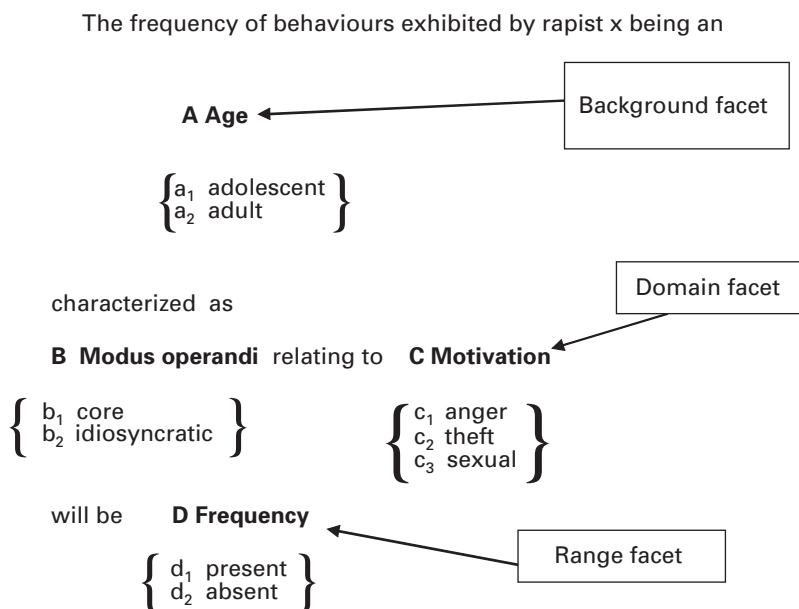 The frequency of behaviours exhibited by rapist x being an
A Age
Background facet
a₁ adolescent
a₂ adult
characterized as
Domain facet
B Modus operandi relating to C Motivation
b₁ core
b₂ idiosyncratic
c₁ anger
c₂ theft
c₃ sexual
will be D Frequency
Range facet
d₁ present
d₂ absent